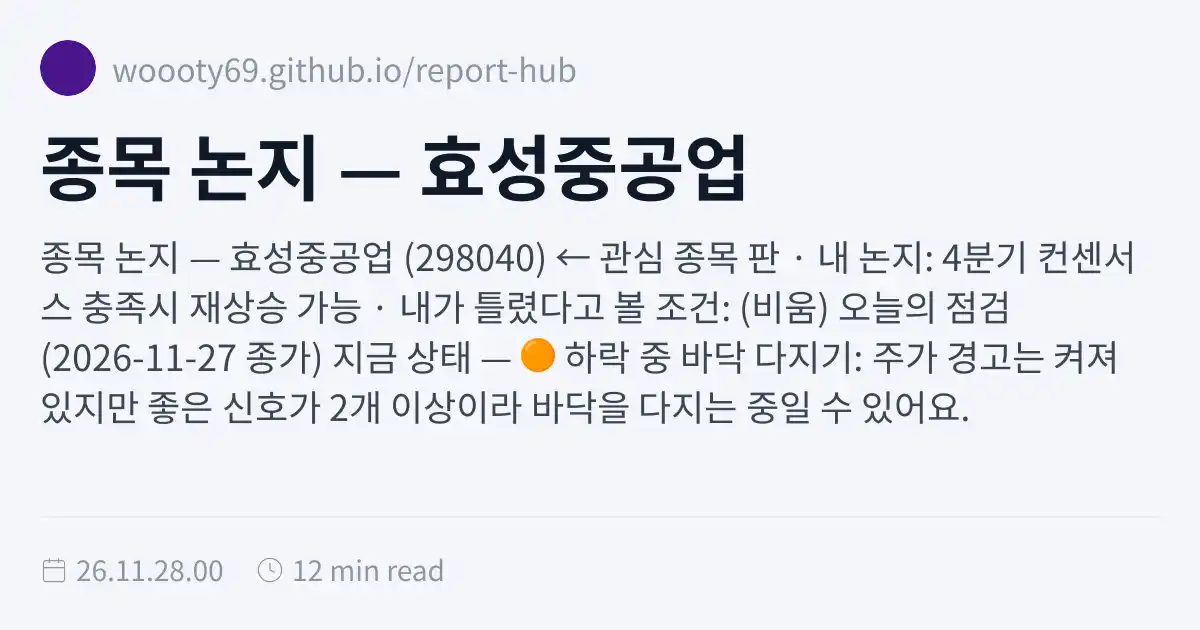 woooty69.github.io/report-hub
종목 논지 — 효성중공업
종목 논지 — 효성중공업 (298040) ← 관심 종목 판 · 내 논지: 4분기 컨센서
스 충족시 재상승 가능 · 내가 틀렸다고 볼 조건: (비움) 오늘의 점검
(2026-11-27 종가) 지금 상태 — 🟠 하락 중 바닥 다지기: 주가 경고는 켜져
있지만 좋은 신호가 2개 이상이라 바닥을 다지는 중일 수 있어요.
26.11.28.00 12 min read